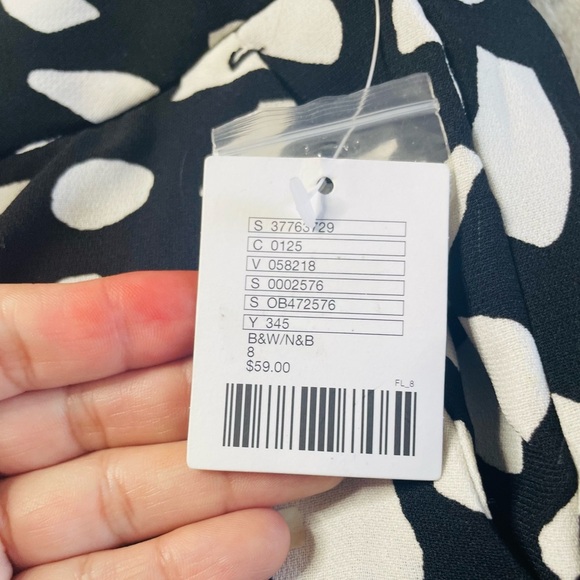 S 37763729
C 0125
V 058218
S 0002576
S OB472576
Y 345
B&W/N&B
8
$59.00
FL_8